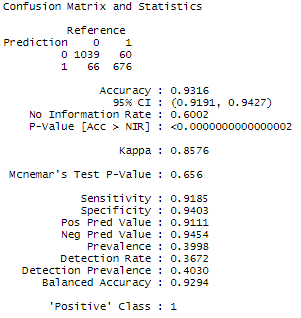 Confusion Matrix and Statistics
Reference
Prediction 0 1
0 1039 60
1 66 676
Accuracy : 0.9316
95% CI : (0.9191, 0.9427)
No Information Rate : 0.6002
P-Value [Acc > NIR] : <0.0000000000000002
Kappa : 0.8576
Mcnemar's Test P-Value : 0.656
Sensitivity : 0.9185
Specificity : 0.9403
Pos Pred Value : 0.9111
Neg Pred Value : 0.9454
Prevalence : 0.3998
Detection Rate : 0.3672
Detection Prevalence : 0.4030
Balanced Accuracy : 0.9294
'Positive' Class : 1